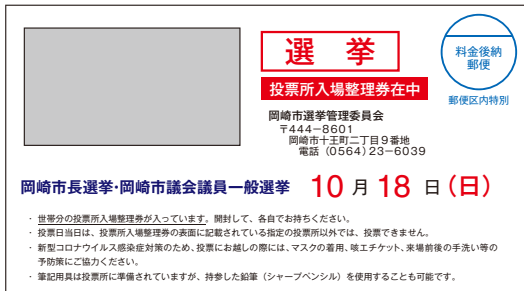 選挙
投票所入場整理券在中
料金後納
郵便
郵便区内特別
岡崎市選挙管理委員会
〒444－8601
岡崎市十王町二丁目９番地
電話（0564）23－6039
岡崎市長選挙・岡崎市議会議員一般選挙 10月18日（日）
・ 世帯分の投票所入場整理券が入っています。開封して、各自でお持ちください。
・ 投票日当日は、投票所入場整理券の表面に記載されている指定の投票所以外では、投票できません。
・ 新型コロナウイルス感染症対策のため、投票にお越しの際には、マスクの着用、咳エチケット、来場前後の手洗い等の
予防策にご協力ください。
・ 筆記用具は投票所に準備されていますが、持参した鉛筆（シャープペンシル）を使用することも可能です。